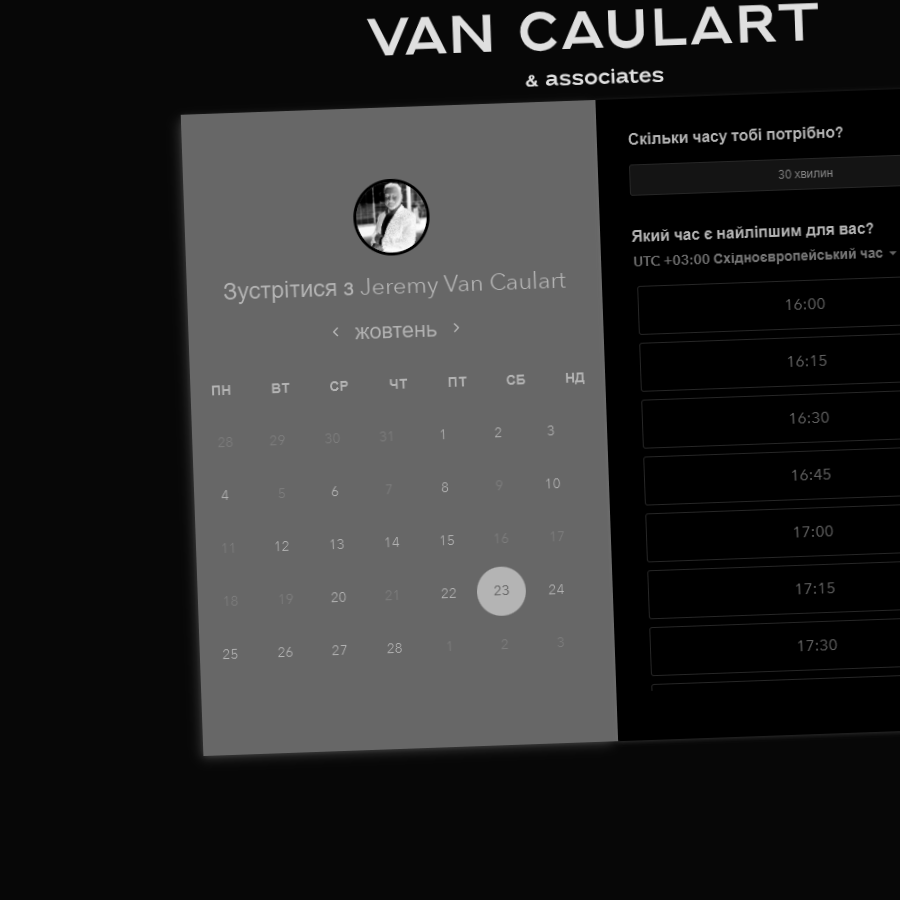 VAN CAULART
& associates
Зустрітися з Jeremy Van Caulart
жовтень
ПН ВТ СР ЧТ ПТ СБ НД
28 29 30 31 1 2 3
4 5 6 7 8 9 10
11 12 13 14 15 16 17
18 19 20 21 22 23 24
25 26 27 28 1 2 3
Скільки часу тобі потрібно?
30 хвилин
Який час є найліпшим для вас?
UTC +03:00 Східноєвропейський час
16:00
16:15
16:30
16:45
17:00
17:15
17:30